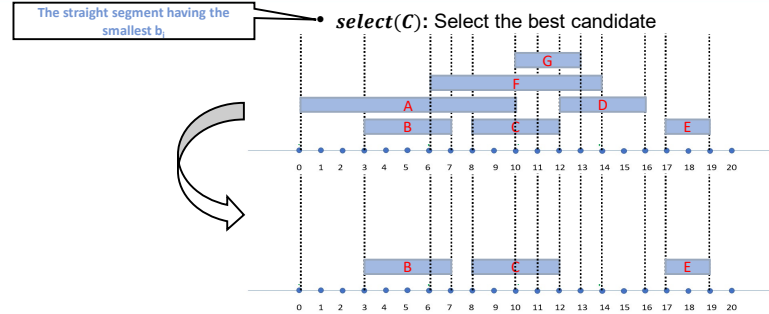 The straight segment having the
smallest bi
• select(C): Select the best candidate
G
F
A D
B C E
0 1 2 3 4 5 6 7 8 9 10 11 12 13 14 15 16 17 18 19 20
B C E
0 1 2 3 4 5 6 7 8 9 10 11 12 13 14 15 16 17 18 19 20